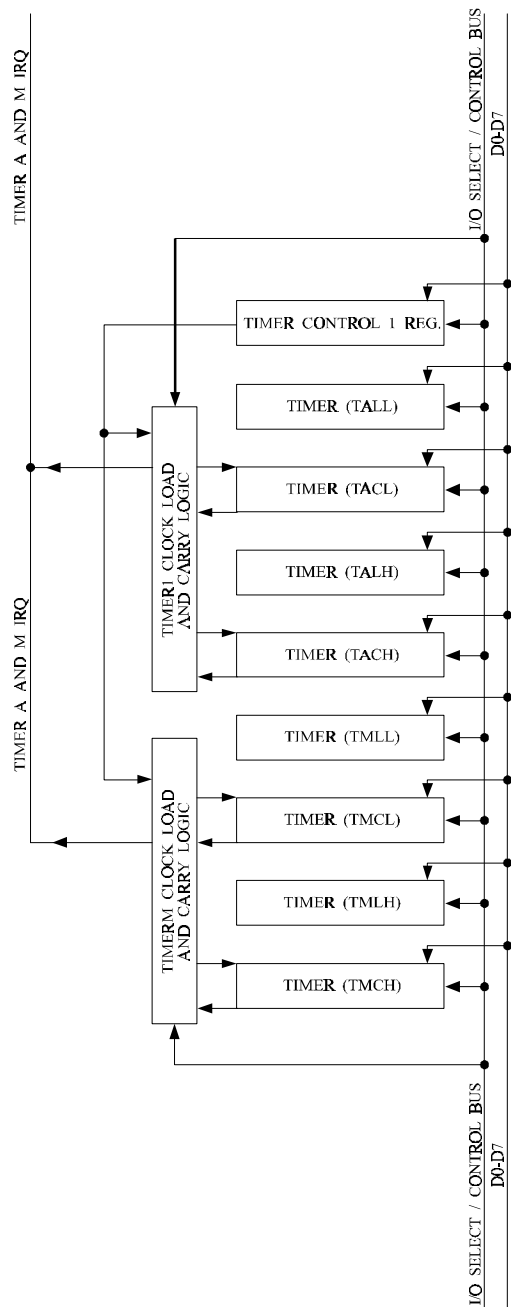 TIMER A AND M IRQ
I/O SELECT / CONTROL BUS
D0-D7
TIMER CONTROL 1 REG.
TIMER (TALL)
TIMER1 CLOCK LOAD
AND CARRY LOGIC
TIMER (TACL)
TIMER (TALH)
TIMER A AND M IRQ
TIMER (TACH)
TIMER (TMLL)
TIMERM CLOCK LOAD
AND CARRY LOGIC
TIMER (TMCL)
TIMER (TMLH)
TIMER (TMCH)
I/O SELECT / CONTROL BUS
D0-D7